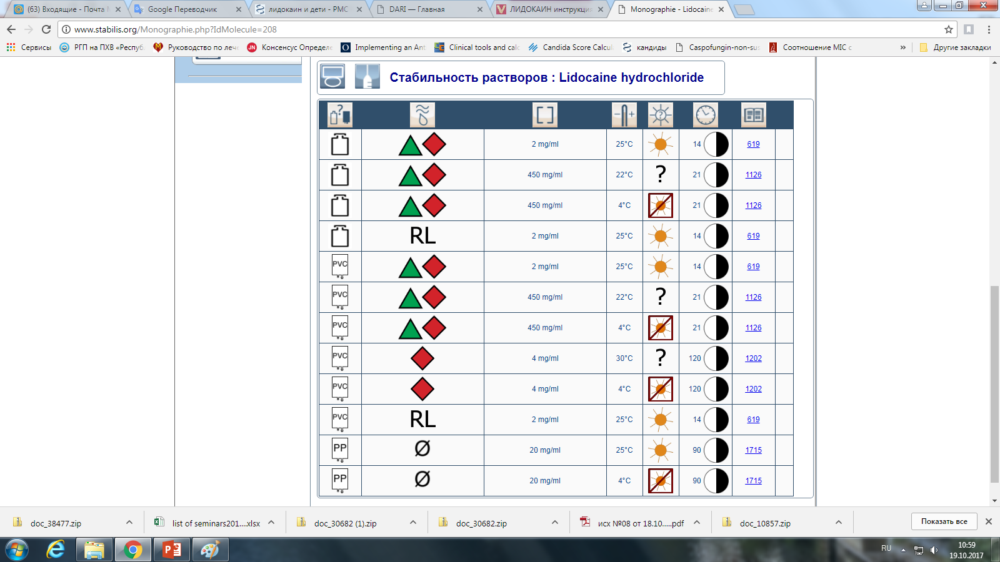 (63) Входящие - Почта
Google Переводчик
лидокаин и дети - РМС
DARI — Главная
ЛИДОКАИН инструкция
Monographie - Lidocaine
www.stabilis.org/Monographie.php?IdMolecule=208
Сервисы
РГП на ПХВ «Респуб
Руководство по лече
JN Консенсус Определе
O Implementing an Ant
CE Clinical tools and calc
Candida Score Calcul
кандиды
Caspofungin-non-sus
Соотношение MIC с
»
Другие закладки
Стабильность растворов : Lidocaine hydrochloride
2 mg/ml 25°C 14 619
450 mg/ml 22°C ? 21 1126
450 mg/ml 4°C 21 1126
RL 2 mg/ml 25°C 14 619
PVC 2 mg/ml 25°C 14 619
PVC 450 mg/ml 22°C ? 21 1126
PVC 450 mg/ml 4°C 21 1126
PVC 4 mg/ml 30°C ? 120 1202
PVC 4 mg/ml 4°C 120 1202
PVC RL 2 mg/ml 25°C 14 619
PP Ø 20 mg/ml 25°C 90 1715
PP Ø 20 mg/ml 4°C 90 1715
doc_38477.zip
list of seminars201....xlsx
doc_30682 (1).zip
doc_30682.zip
исх №08 от 18.10.....pdf
doc_10857.zip
Показать все
RU
10:59
19.10.2017